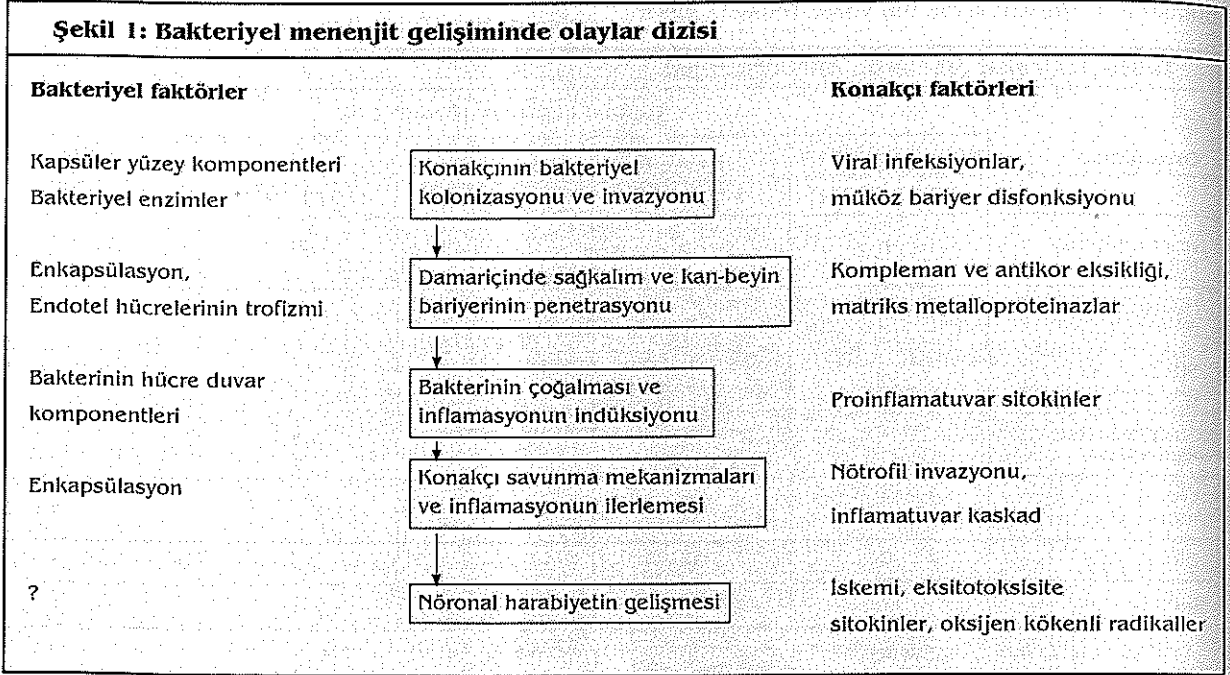 Şekil 1: Bakteriyel menenjit gelişiminde olaylar dizisi
Bakteriyel faktörler
Konakçı faktörleri
Kapsüler yüzey komponentleri
Bakteriyel enzimler
Konakçının bakteriyel
kolonizasyonu ve invazyonu
Viral infeksiyonlar,
müköz bariyer disfonksiyonu
Enkapsülasyon,
Endotel hücrelerinin trofizmi
Damariçinde sağkalım ve kan-beyin
bariyerinin penetrasyonu
Kompleman ve antikor eksikliği,
matriks metalloproteinazlar
Bakterinin hücre duvar
komponentleri
Bakterinin çoğalması ve
inflamasyonun indüksiyonu
Proinflamatuvar sitokinler
Enkapsülasyon
Konakçı savunma mekanizmaları
ve inflamasyonun ilerlemesi
Nötrofil invazyonu,
inflamatuvar kaskad
?
Nöronal harabiyetin gelişmesi
İskemi, eksitotoksisite
sitokinler, oksijen kökenli radikaller